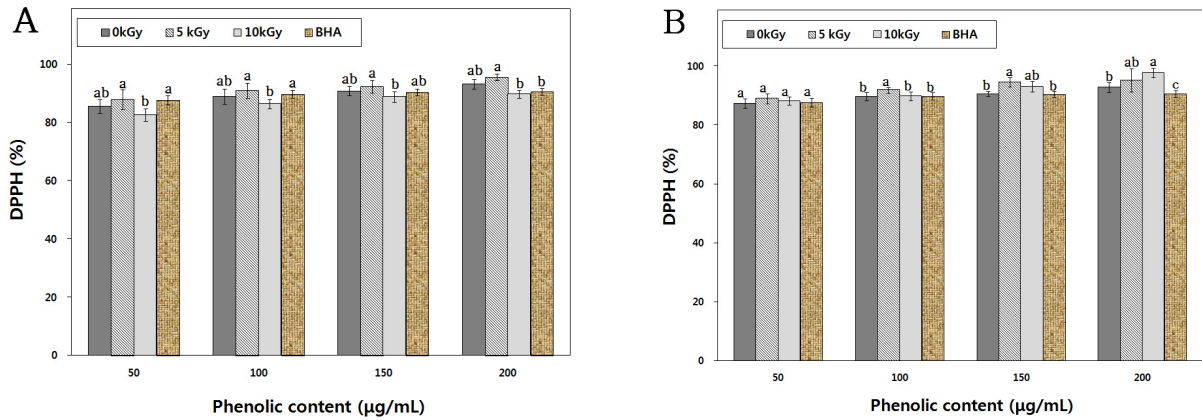 A
0kGy 5 kGy 10kGy BHA
DPPH (%)
100
80
60
40
20
0
ab a b a
ab a b a
ab a b ab
ab a b b
50 100 150 200
Phenolic content (μg/mL)
B
0kGy 5 kGy 10kGy BHA
DPPH (%)
100
80
60
40
20
0
a a a a
b a b b
b a ab b
b a a c
50 100 150 200
Phenolic content (μg/mL)